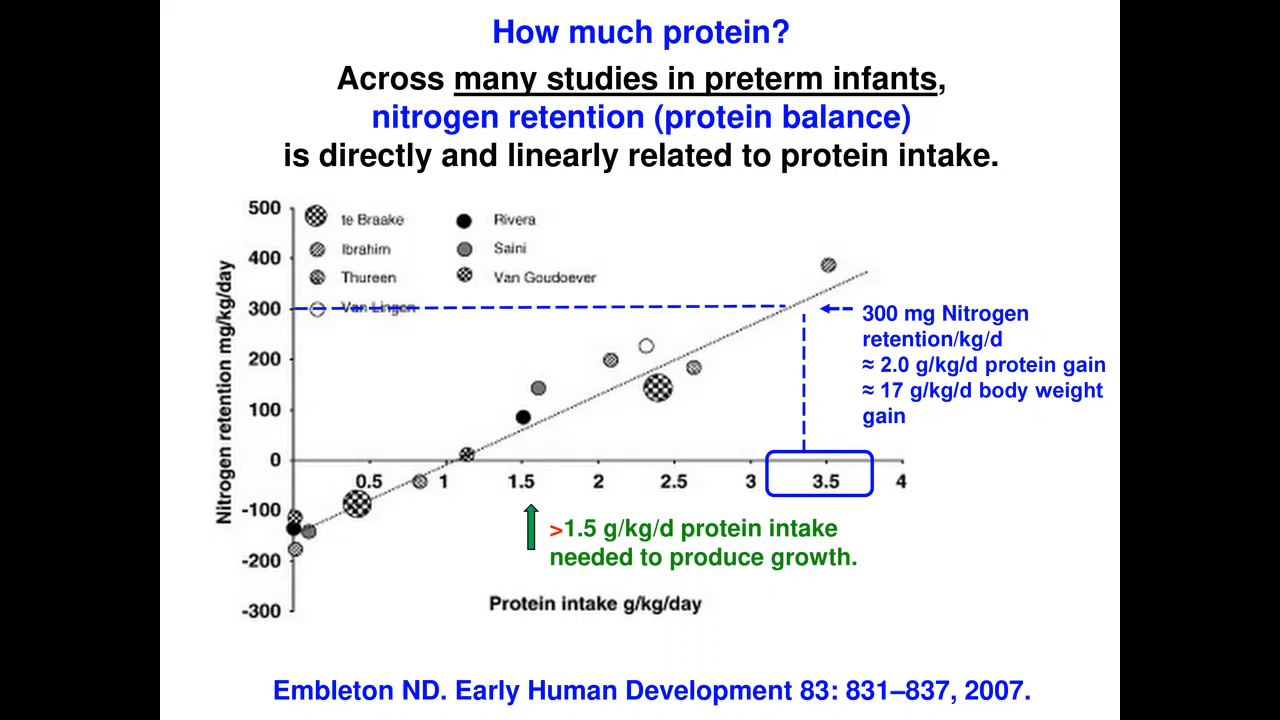 How much protein?
Across many studies in preterm infants,
nitrogen retention (protein balance)
is directly and linearly related to protein intake.
500
400
300
200
100
0
-100
-200
-300
Nitrogen retention mg/kg/day
te Braake
Ibrahim
Thureen
Van Lingen
Rivera
Saini
Van Goudoever
300 mg Nitrogen
retention/kg/d
≈ 2.0 g/kg/d protein gain
≈ 17 g/kg/d body weight
gain
0.5 1 1.5 2 2.5 3 3.5 4
>1.5 g/kg/d protein intake
needed to produce growth.
Protein intake g/kg/day
Embleton ND. Early Human Development 83: 831–837, 2007.